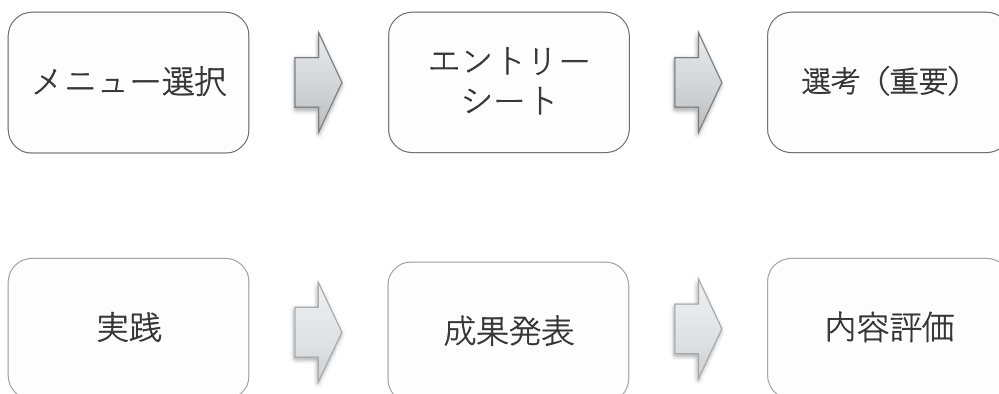 メニュー選択
エントリー
シート
選考（重要）
実践
成果発表
内容評価